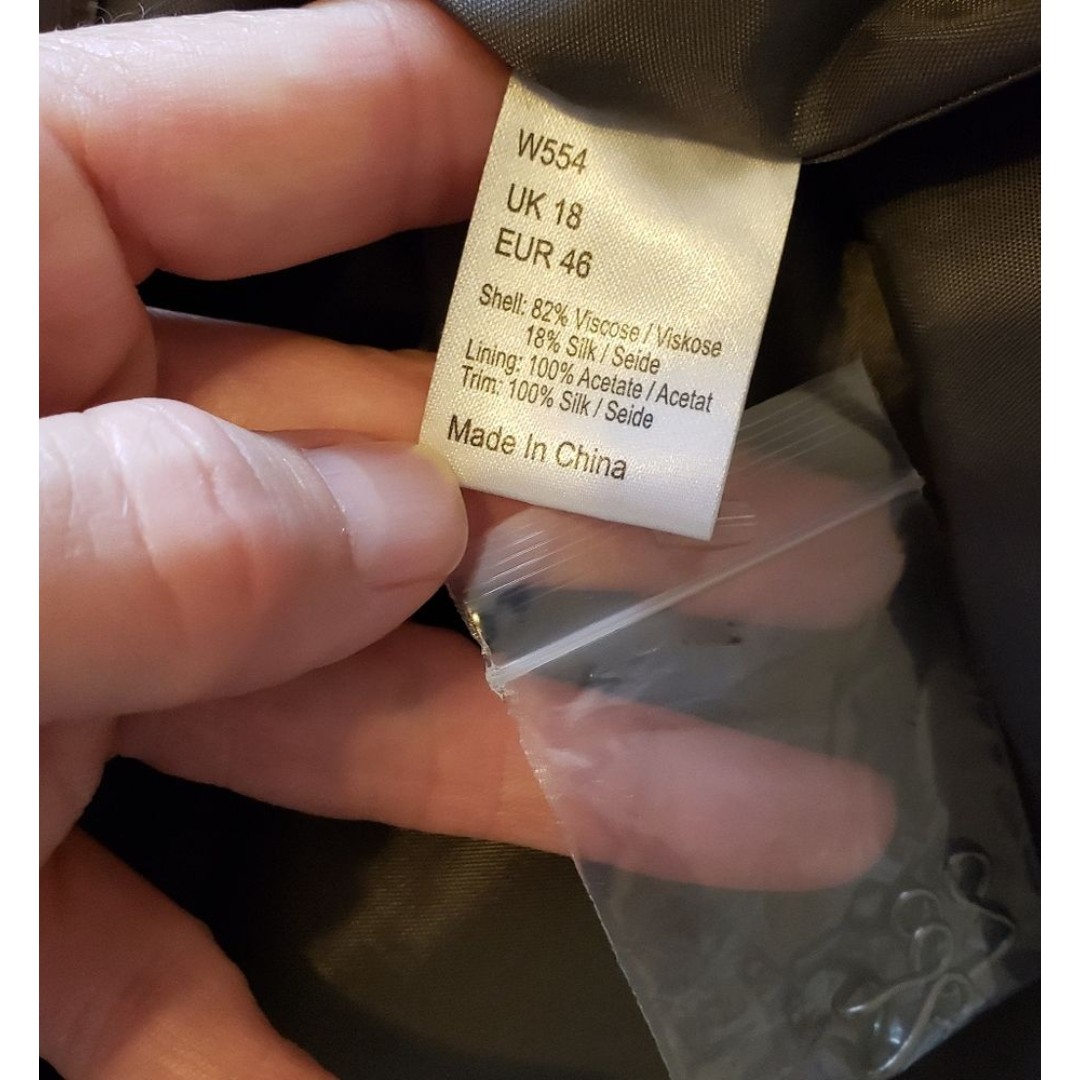 W554
UK 18
EUR 46
Shell: 82% Viscose / Viskose
18% Silk / Seide
Lining: 100% Acetate / Acetat
Trim: 100% Silk / Seide
Made In China